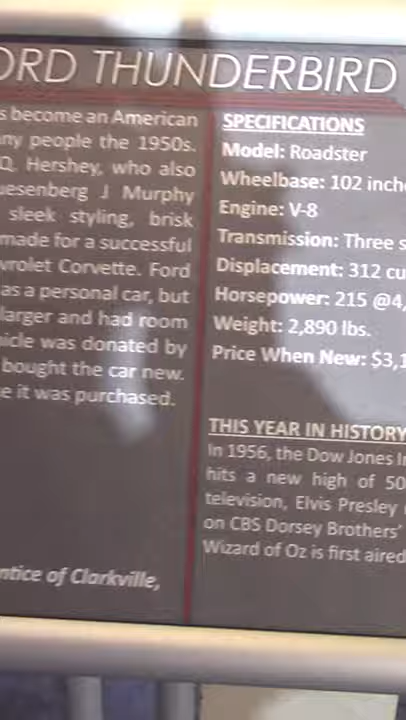 ORD THUNDERBIRD
s become an American
ny people the 1950s.
Q. Hershey, who also
uesenberg J Murphy
sleek styling, brisk
made for a successful
vrolet Corvette. Ford
as a personal car, but
larger and had room
icle was donated by
bought the car new.
e it was purchased.
ntice of Clarkville,
SPECIFICATIONS
Model: Roadster
Wheelbase: 102 inche
Engine: V-8
Transmission: Three s
Displacement: 312 cu
Horsepower: 215 @4,
Weight: 2,890 lbs.
Price When New: $3,1
THIS YEAR IN HISTORY
In 1956, the Dow Jones In
hits a new high of 50
television, Elvis Presley
on CBS Dorsey Brothers'
Wizard of Oz is first aired